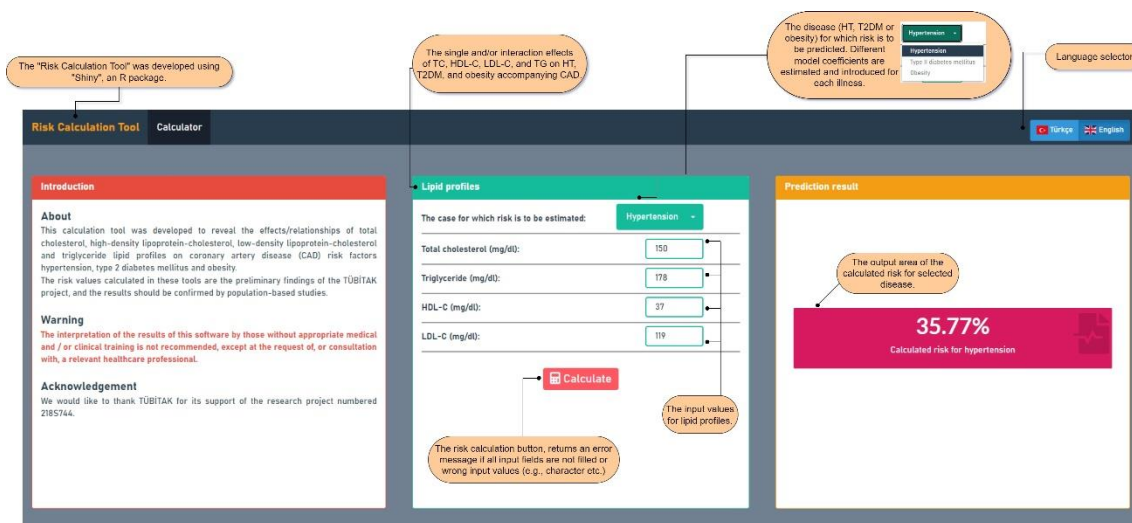 The "Risk Calculation Tool" was developed using
"Shiny", an R package.
The single and/or interaction effects
of TC, HDL-C, LDL-C, and TG on HT,
T2DM, and obesity accompanying CAD.
The disease (HT, T2DM or
obesity) for which risk is to
be predicted. Different
model coefficients are
estimated and introduced for
each illness.
Hypertension
Hypertension
Type II diabetes mellitus
Obesity
Language selector
Risk Calculation Tool
Calculator
Türkçe
English
Introduction
About
This calculation tool was developed to reveal the effects/relationships of total
cholesterol, high-density lipoprotein-cholesterol, low-density lipoprotein-cholesterol
and triglyceride lipid profiles on coronary artery disease (CAD) risk factors
hypertension, type 2 diabetes mellitus and obesity.
The risk values calculated in these tools are the preliminary findings of the TÜBİTAK
project, and the results should be confirmed by population-based studies.
Warning
The interpretation of the results of this software by those without appropriate medical
and / or clinical training is not recommended, except at the request of, or consultation
with, a relevant healthcare professional.
Acknowledgement
We would like to thank TÜBİTAK for its support of the research project numbered
2185744.
Lipid profiles
The case for which risk is to be estimated:
Hypertension
Total cholesterol (mg/dl):
150
Triglyceride (mg/dl):
178
HDL-C (mg/dl):
37
LDL-C (mg/dl):
119
Calculate
The input values
for lipid profiles.
The risk calculation button, returns an error
message if all input fields are not filled or
wrong input values (e.g., character etc.)
Prediction result
The output area of the
calculated risk for selected
disease.
35.77%
Calculated risk for hypertension